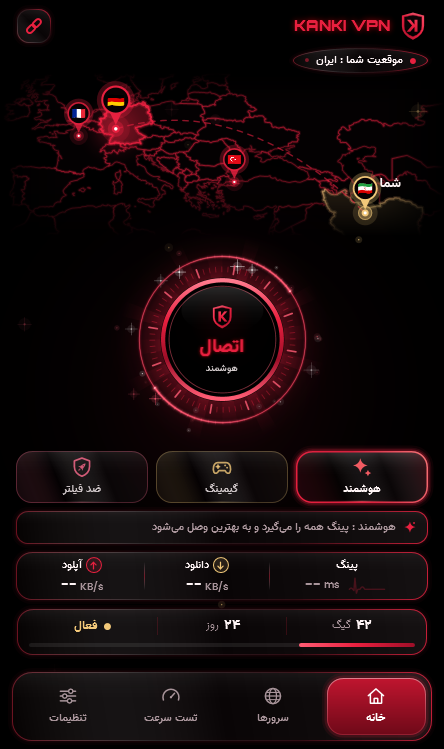 KANKI VPN
موقعیت شما : ایران
شما
اتصال
هوشمند
هوشمند
گیمینگ
ضد فیلتر
هوشمند : پینگ همه را می‌گیرد و به بهترین وصل می‌شود
پینگ
-- ms
دانلود
-- KB/s
آپلود
-- KB/s
۴۲ گیگ
۲۴ روز
فعال
خانه
سرورها
تست سرعت
تنظیمات